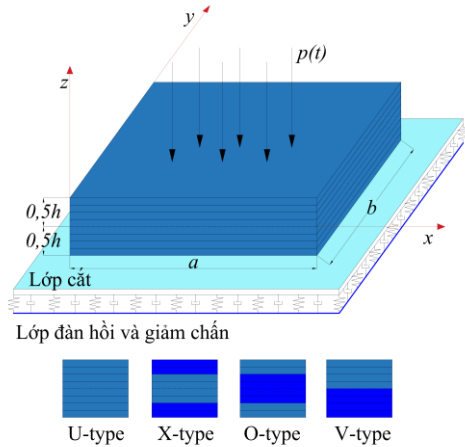 y
p(t)
z
0,5h
0,5h
b
x
a
Lớp cắt
Lớp đàn hồi và giảm chấn
U-type X-type O-type V-type